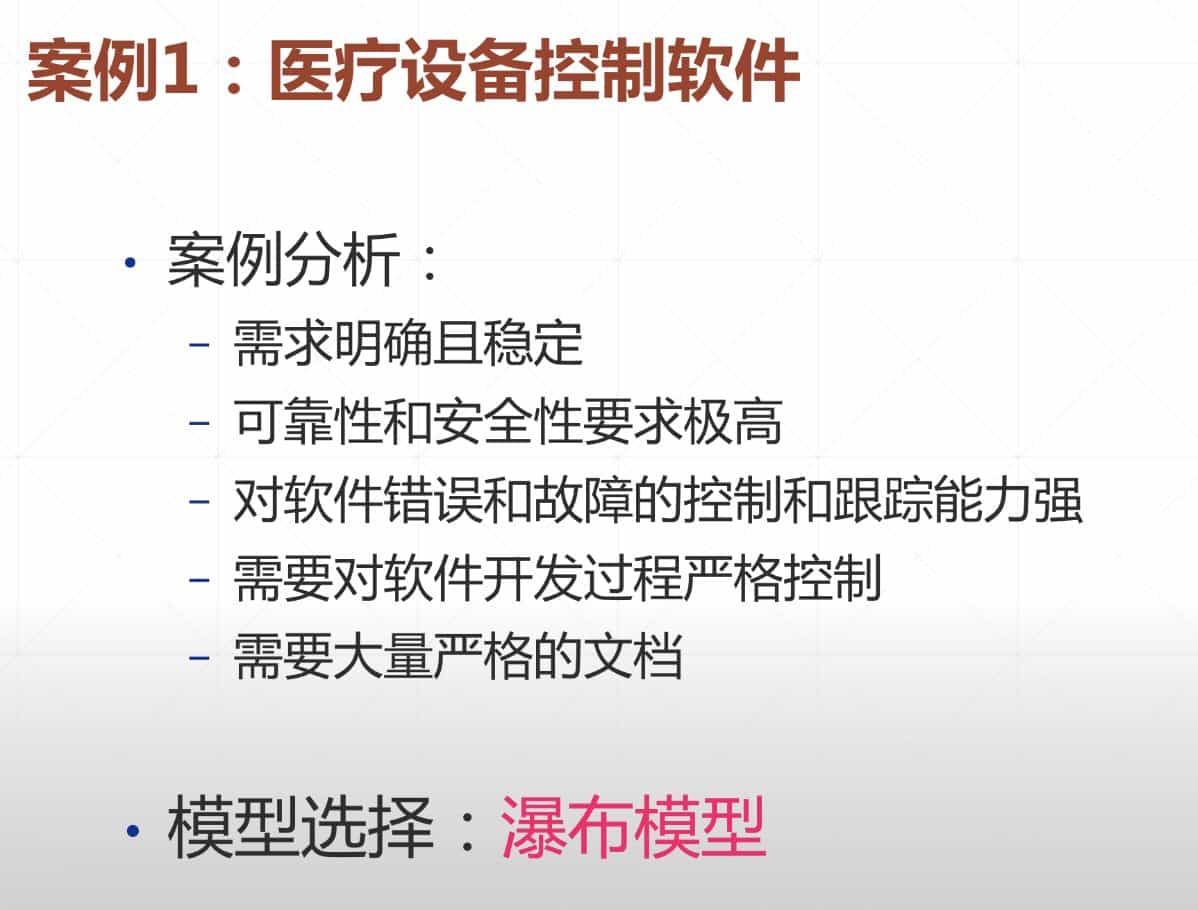 案例1：医疗设备控制软件
• 案例分析：
– 需求明确且稳定
– 可靠性和安全性要求极高
– 对软件错误和故障的控制和跟踪能力强
– 需要对软件开发过程严格控制
– 需要大量严格的文档
• 模型选择：瀑布模型